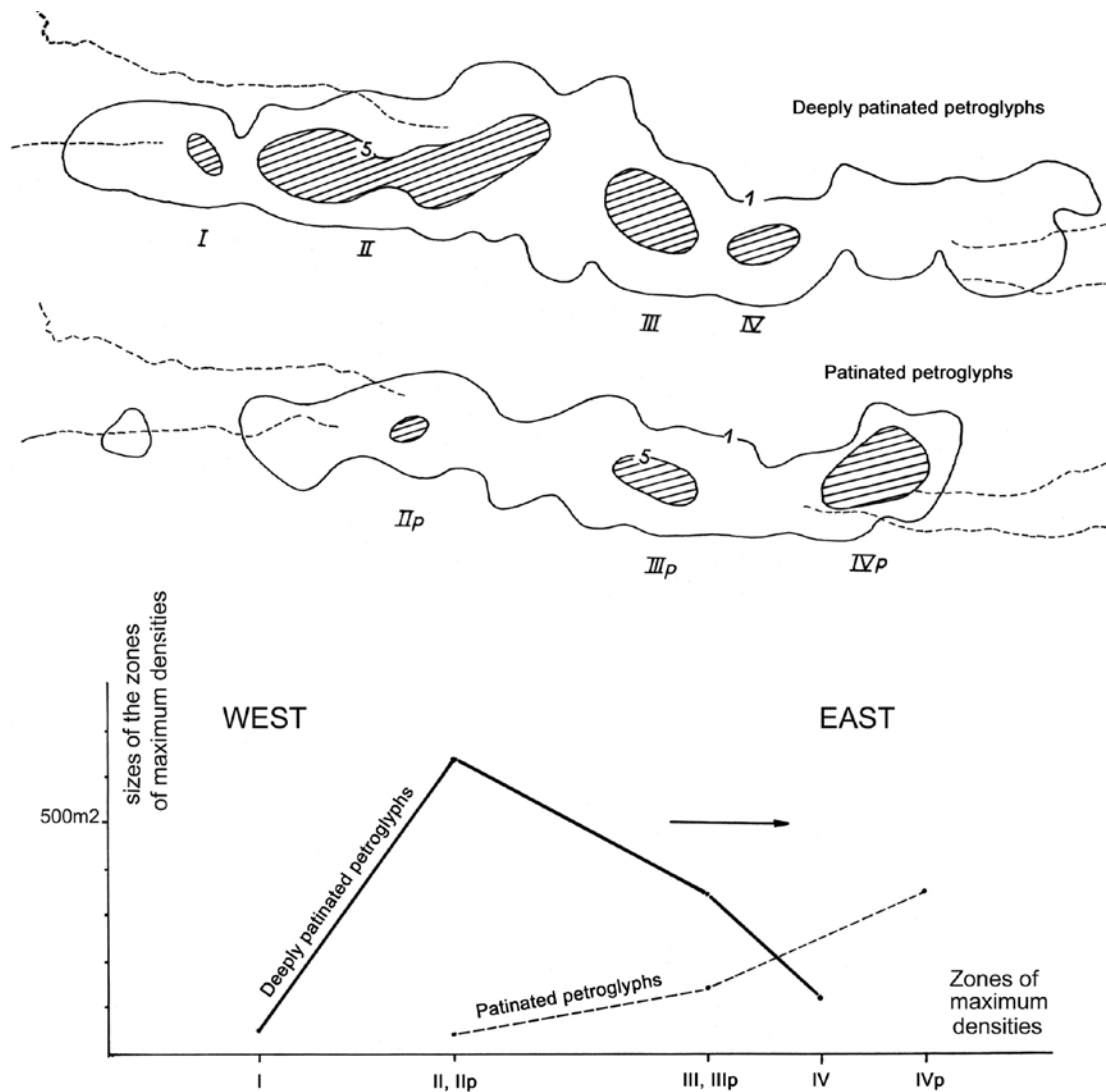 Deeply patinated petroglyphs
5
1
I
II
III
IV
Patinated petroglyphs
1
5
IIp
IIIp
IVp
sizes of the zones
of maximum densities
WEST
EAST
500m2
Deeply patinated petroglyphs
Patinated petroglyphs
Zones of
maximum
densities
I
II, IIp
III, IIIp
IV
IVp